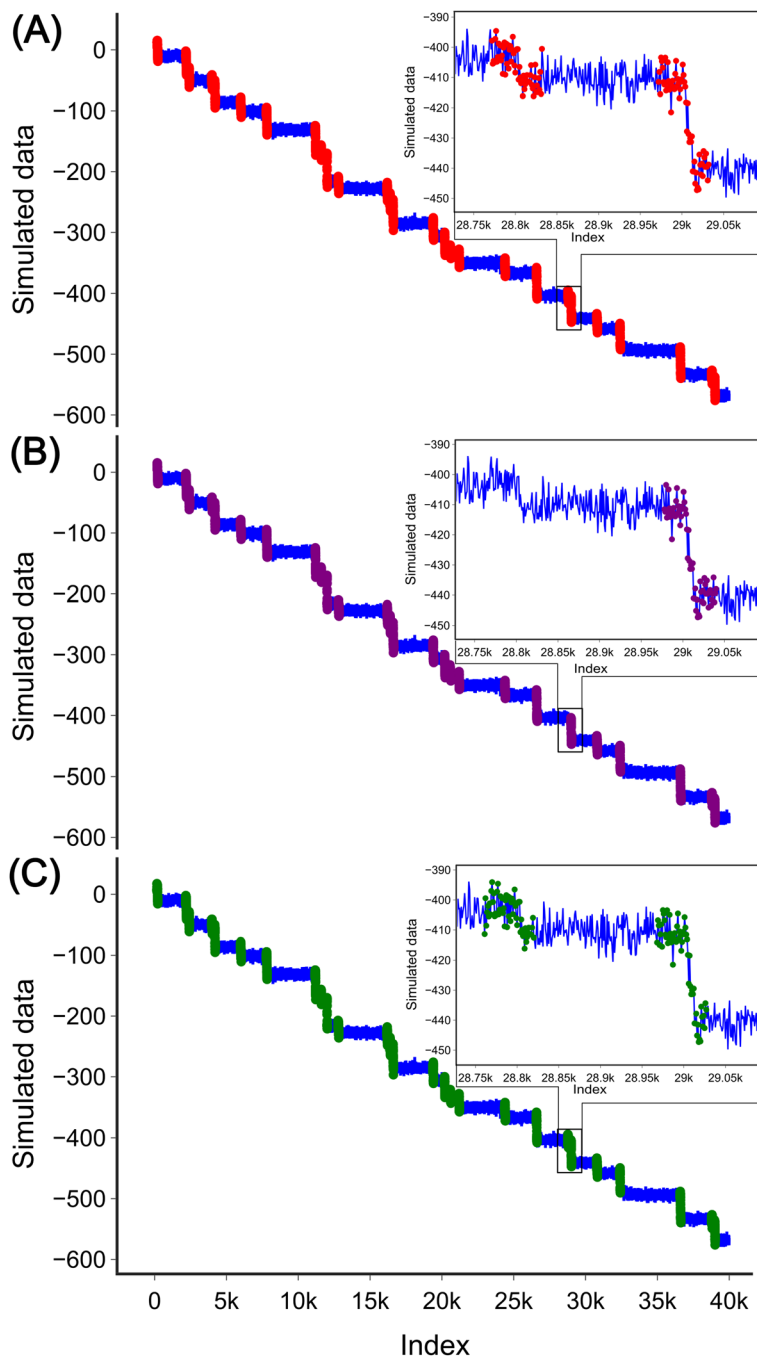 (A)
Simulated data
0
−100
−200
−300
−400
−500
−600
Simulated data
−390
−400
−410
−420
−430
−440
−450
28.75k 28.8k 28.85k 28.9k 28.95k 29k 29.05k
Index
(B)
Simulated data
0
−100
−200
−300
−400
−500
−600
Simulated data
−390
−400
−410
−420
−430
−440
−450
28.75k 28.8k 28.85k 28.9k 28.95k 29k 29.05k
Index
(C)
Simulated data
0
−100
−200
−300
−400
−500
−600
Simulated data
−390
−400
−410
−420
−430
−440
−450
28.75k 28.8k 28.85k 28.9k 28.95k 29k 29.05k
Index
0 5k 10k 15k 20k 25k 30k 35k 40k
Index